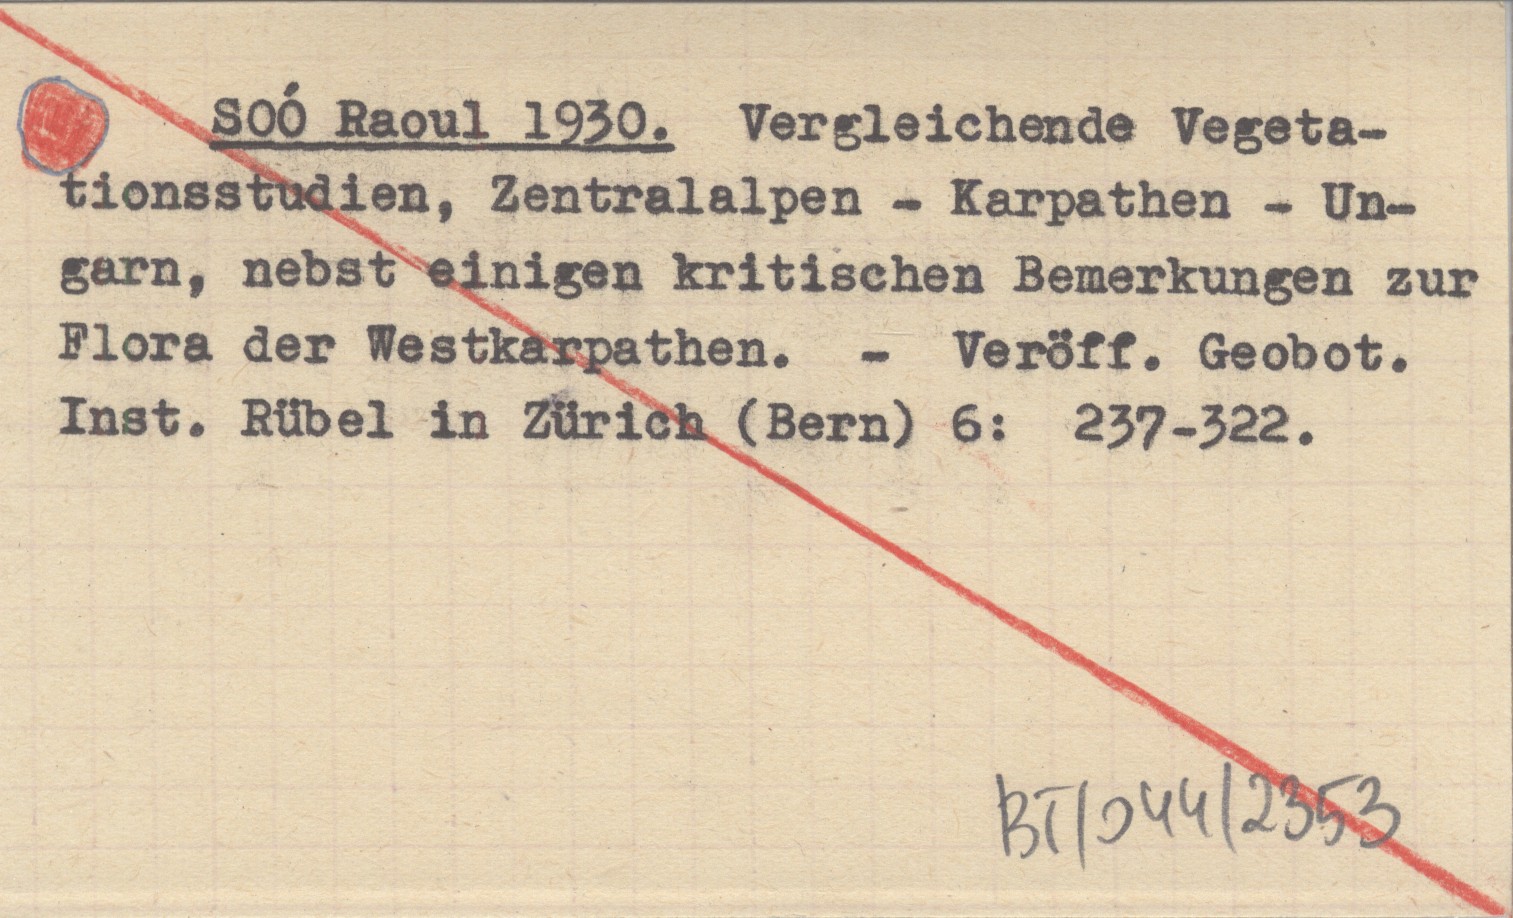 SOÓ Raoul 1930. Vergleichende Vegeta-
tionsstudien, Zentralalpen - Karpathen - Un-
garn, nebst einigen kritischen Bemerkungen zur
Flora der Westkarpathen. - Veröff. Geobot.
Inst. Rübel in Zürich (Bern) 6: 237-322.
BT/044/2353